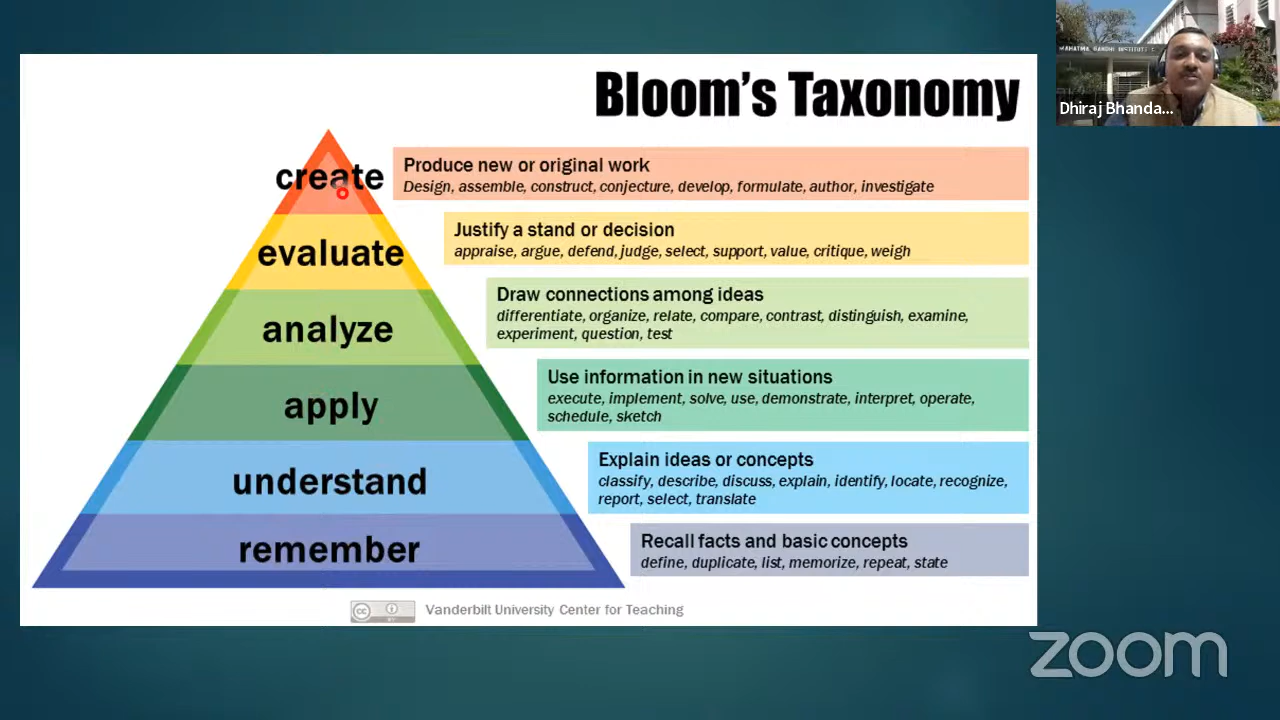 Bloom's Taxonomy
create
Produce new or original work
Design, assemble, construct, conjecture, develop, formulate, author, investigate
evaluate
Justify a stand or decision
appraise, argue, defend, judge, select, support, value, critique, weigh
analyze
Draw connections among ideas
differentiate, organize, relate, compare, contrast, distinguish, examine,
experiment, question, test
apply
Use information in new situations
execute, implement, solve, use, demonstrate, interpret, operate,
schedule, sketch
understand
Explain ideas or concepts
classify, describe, discuss, explain, identify, locate, recognize,
report, select, translate
remember
Recall facts and basic concepts
define, duplicate, list, memorize, repeat, state
cc
Vanderbilt University Center for Teaching
MAHATMA GANDHI INSTITUTE
Dhiraj Bhanda...
zoom